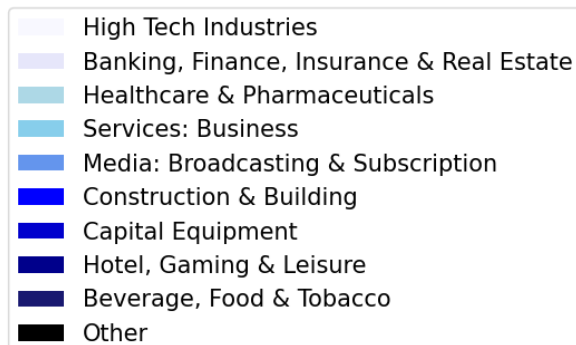 High Tech Industries
Banking, Finance, Insurance & Real Estate
Healthcare & Pharmaceuticals
Services: Business
Media: Broadcasting & Subscription
Construction & Building
Capital Equipment
Hotel, Gaming & Leisure
Beverage, Food & Tobacco
Other